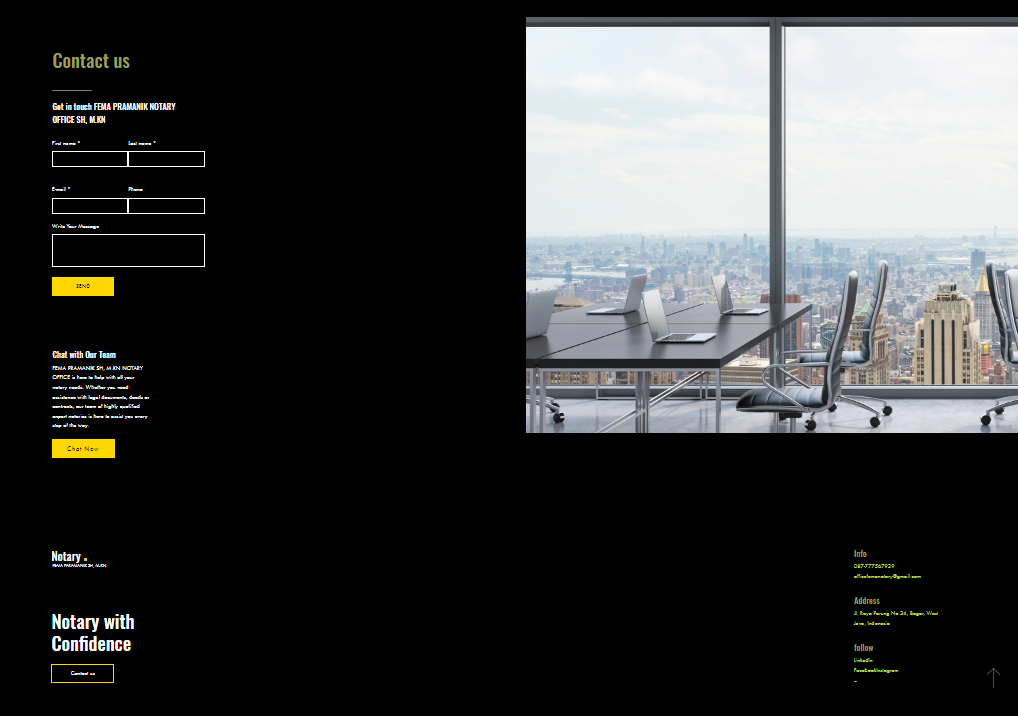 Contact us
Get in touch FEMA PRAMANIK NOTARY
OFFICE SH, M.KN
First name *
Last name *
Email *
Phone
Write Your Message
SEND
Chat with Our Team
FEMA PRAMANIK SH, M.KN NOTARY
OFFICE is here to help with all your
notary needs. Whether you need
assistance with legal documents, deeds or
contracts, our team of highly qualified
expert notaries is here to assist you every
step of the way.
Chat Now
Notary .
FEMA PRAMANIK SH, M.KN
Notary with
Confidence
Contact us
Info
087-777567929
officefemanotary@gmail.com
Address
Jl. Raya Parung No.24, Bogor, West
Java, Indonesia
follow
LinkedIn
FacebookInstagram